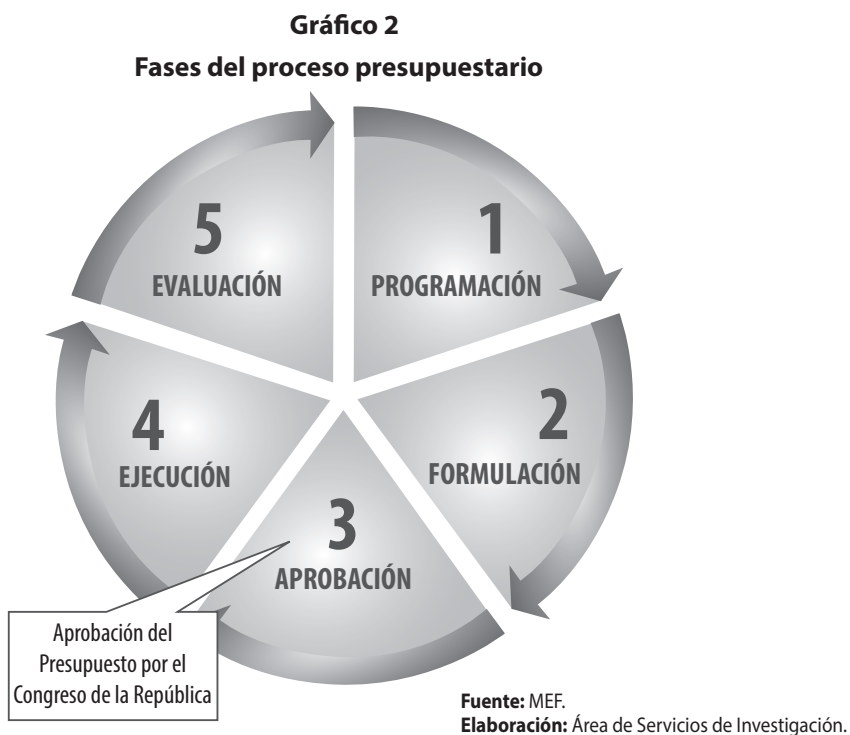 Gráfico 2
Fases del proceso presupuestario
1
PROGRAMACIÓN
2
FORMULACIÓN
3
APROBACIÓN
Aprobación del
Presupuesto por el
Congreso de la República
4
EJECUCIÓN
5
EVALUACIÓN
Fuente: MEF.
Elaboración: Área de Servicios de Investigación.